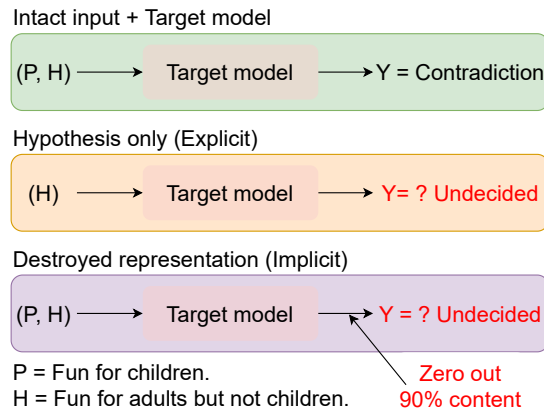 Intact input + Target model
(P, H) Target model Y = Contradiction
Hypothesis only (Explicit)
(H) Target model Y= ? Undecided
Destroyed representation (Implicit)
(P, H) Target model Y = ? Undecided
P = Fun for children.
H = Fun for adults but not children.
Zero out
90% content